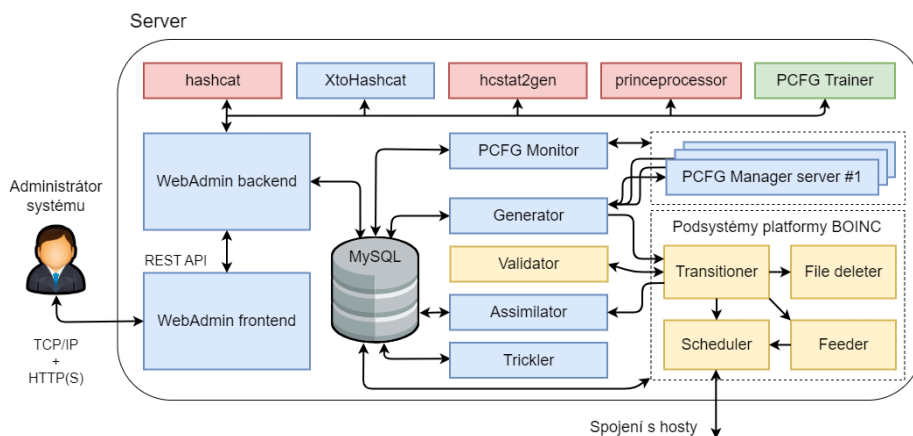 Server
hashcat
XtoHashcat
hcstat2gen
princeprocessor
PCFG Trainer
WebAdmin backend
PCFG Monitor
PCFG Manager server #1
Administrátor
systému
Generator
Podsystémy platformy BOINC
REST API
MySQL
Validator
Transitioner
File deleter
WebAdmin frontend
Assimilator
TCP/IP
+
HTTP(S)
Trickler
Scheduler
Feeder
Spojení s hosty